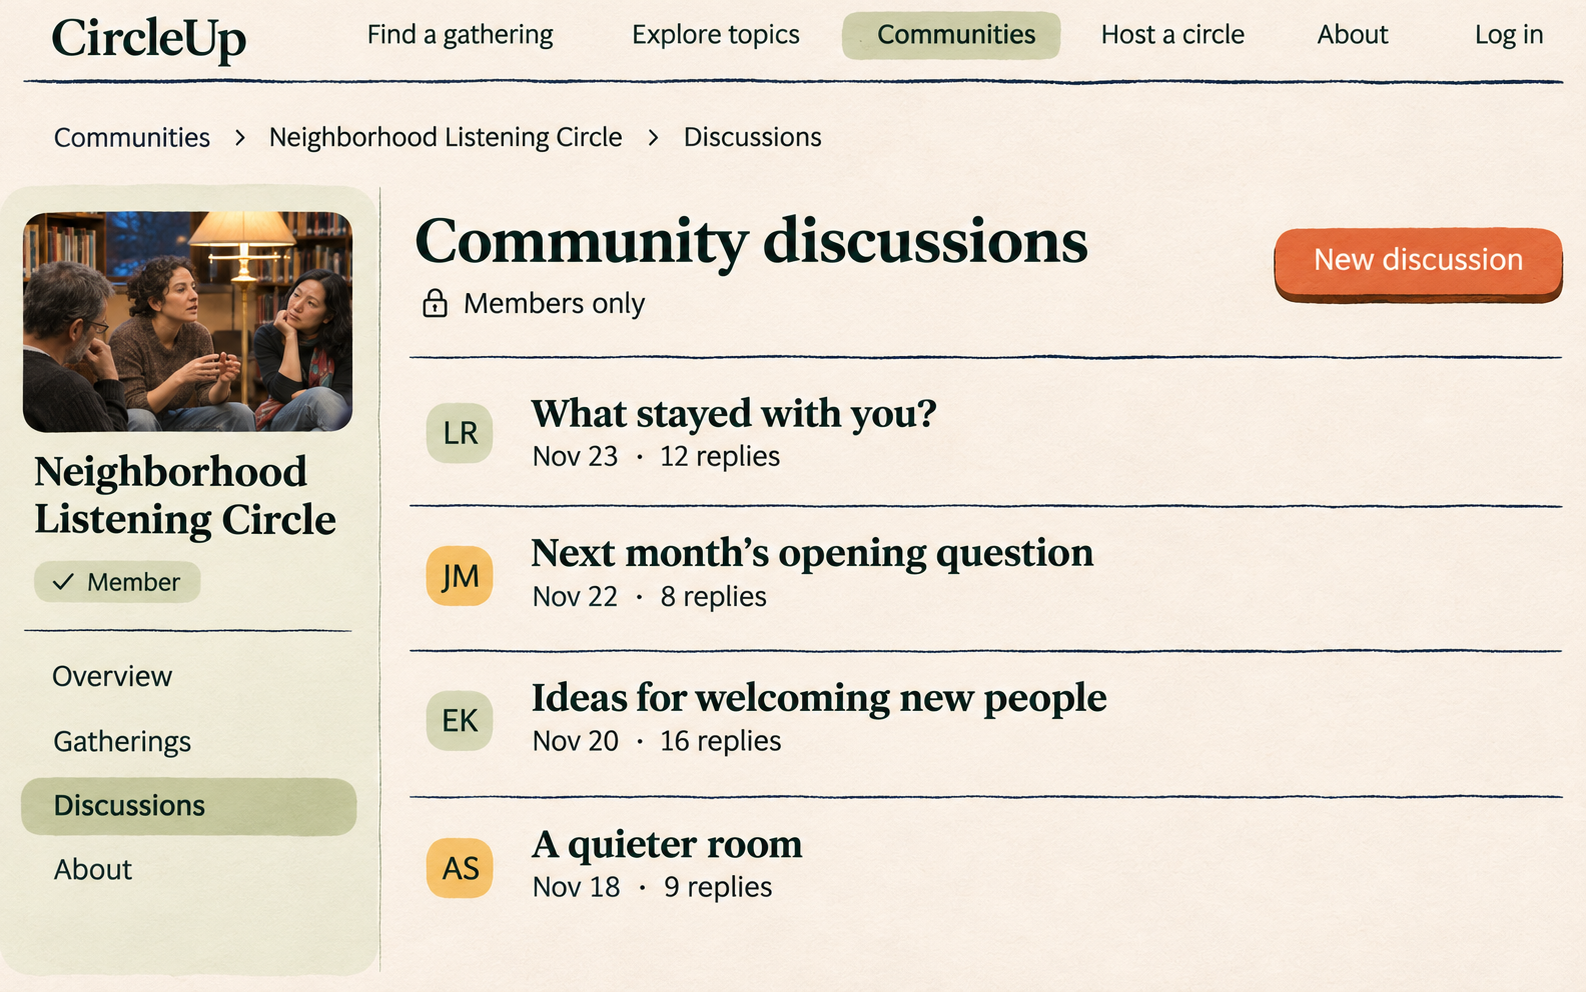 CircleUp
Find a gathering
Explore topics
Communities
Host a circle
About
Log in
Communities > Neighborhood Listening Circle > Discussions
Neighborhood
Listening Circle
Member
Overview
Gatherings
Discussions
About
Community discussions
Members only
New discussion
LR
What stayed with you?
Nov 23 · 12 replies
JM
Next month’s opening question
Nov 22 · 8 replies
EK
Ideas for welcoming new people
Nov 20 · 16 replies
AS
A quieter room
Nov 18 · 9 replies